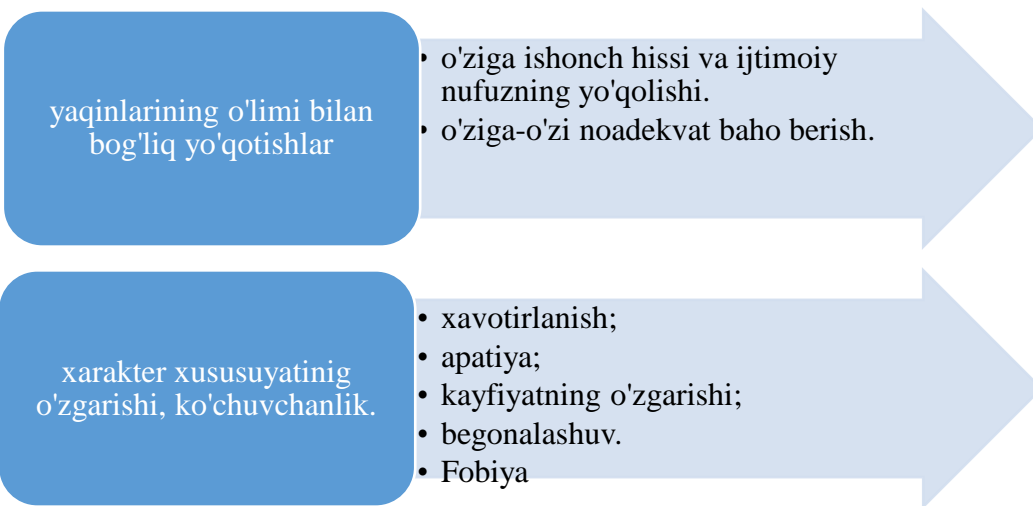 yaqinlarining o'limi bilan
bog'liq yo'qotishlar
• o'ziga ishonch hissi va ijtimoiy
nufuzning yo'qolishi.
• o'ziga-o'zi noadekvat baho berish.
xarakter xususuyatinig
o'zgarishi, ko'chuvchanlik.
• xavotirlanish;
• apatiya;
• kayfiyatning o'zgarishi;
• begonalashuv.
• Fobiya